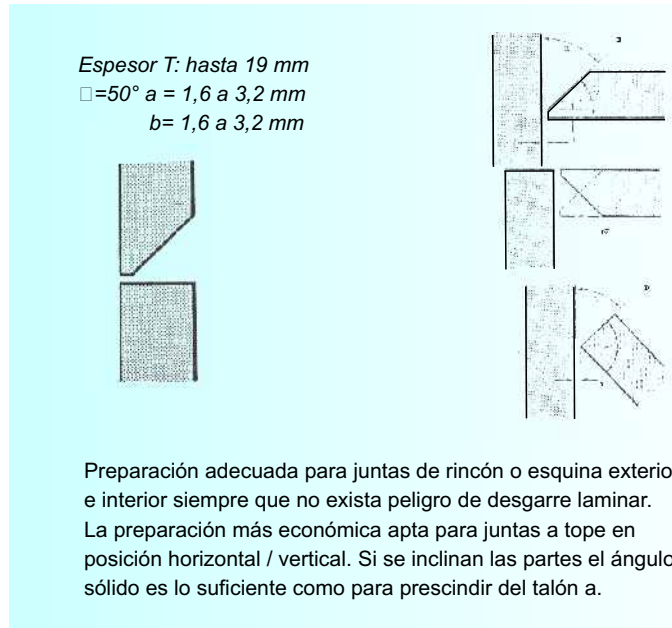 Espesor T: hasta 19 mm
□=50° a = 1,6 a 3,2 mm
b= 1,6 a 3,2 mm
Preparación adecuada para juntas de rincón o esquina exterio
e interior siempre que no exista peligro de desgarre laminar.
La preparación más económica apta para juntas a tope en
posición horizontal / vertical. Si se inclinan las partes el ángulo
sólido es lo suficiente como para prescindir del talón a.